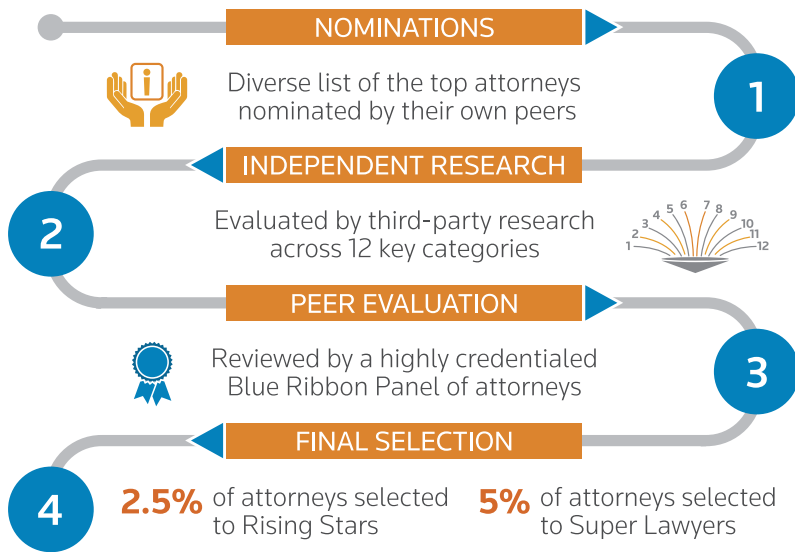 NOMINATIONS
Diverse list of the top attorneys
nominated by their own peers
1
INDEPENDENT RESEARCH
2
Evaluated by third-party research
across 12 key categories
1 2 3 4 5 6 7 8 9 10 11 12
PEER EVALUATION
Reviewed by a highly credentialed
Blue Ribbon Panel of attorneys
3
FINAL SELECTION
4
2.5% of attorneys selected
to Rising Stars
5% of attorneys selected
to Super Lawyers